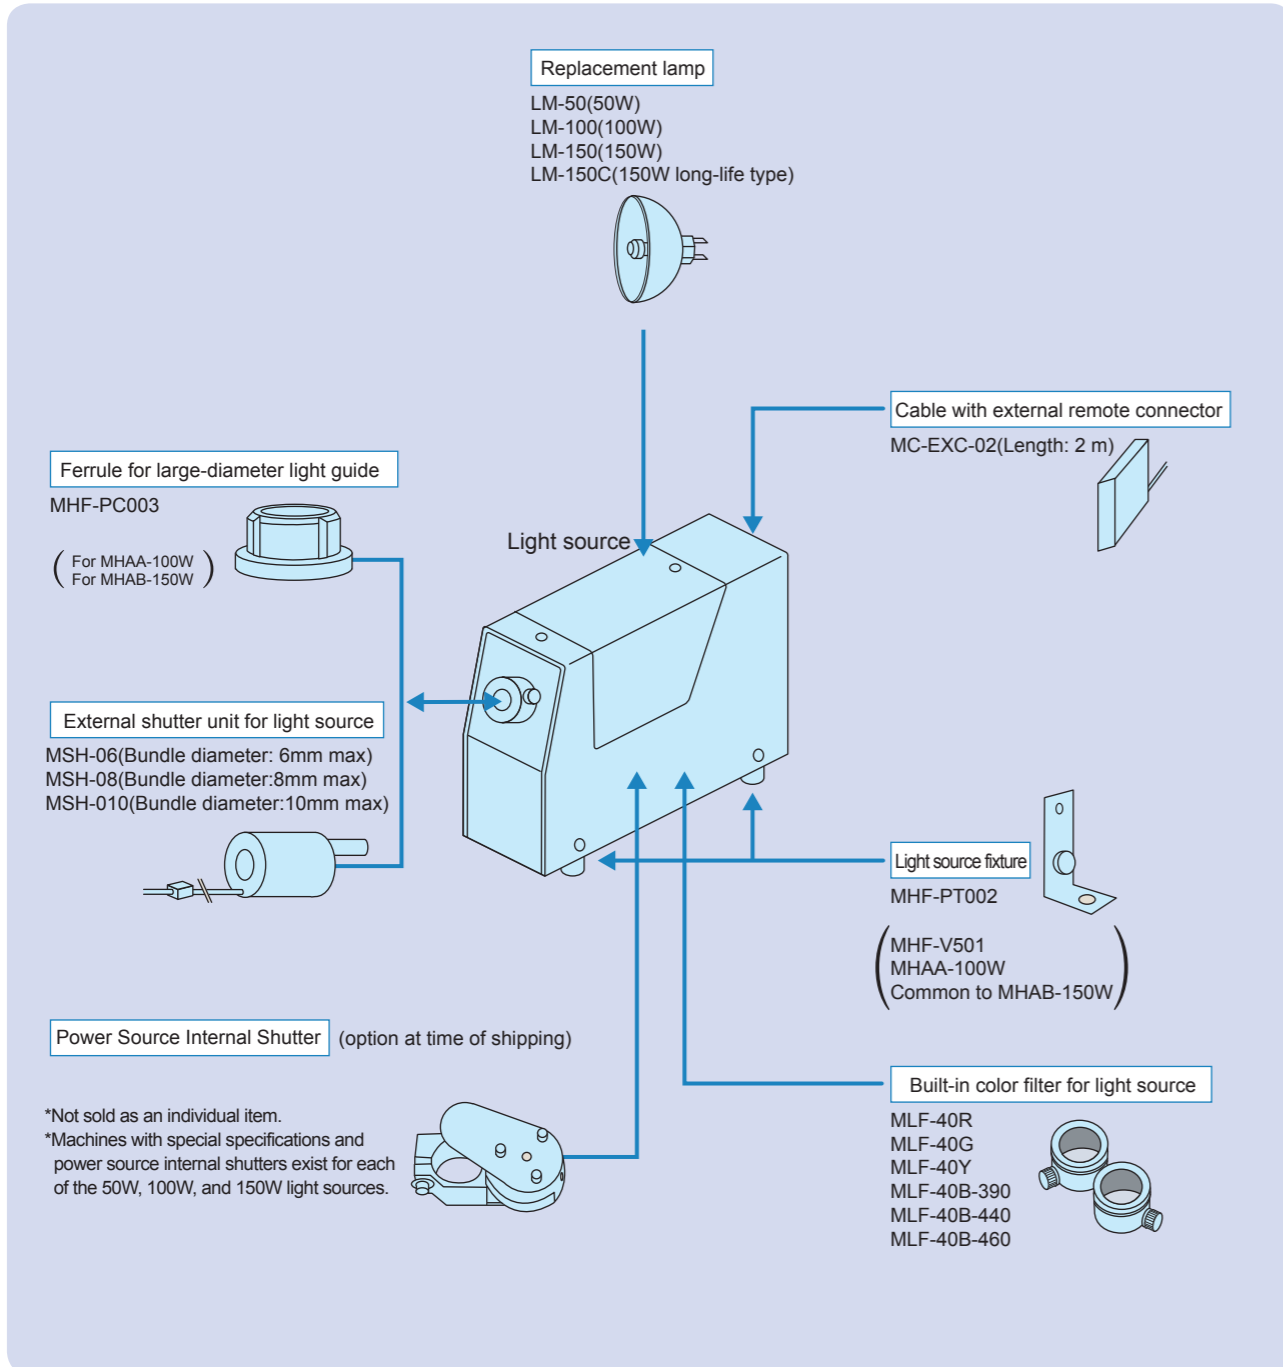 Replacement lamp
LM-50(50W)
LM-100(100W)
LM-150(150W)
LM-150C(150W long-life type)
Cable with external remote connector
MC-EXC-02(Length: 2 m)
Ferrule for large-diameter light guide
MHF-PC003
( For MHAA-100W
For MHAB-150W )
Light source
External shutter unit for light source
MSH-06(Bundle diameter: 6mm max)
MSH-08(Bundle diameter:8mm max)
MSH-010(Bundle diameter:10mm max)
Light source fixture
MHF-PT002
( MHF-V501
MHAA-100W
Common to MHAB-150W )
Power Source Internal Shutter (option at time of shipping)
*Not sold as an individual item.
*Machines with special specifications and
power source internal shutters exist for each
of the 50W, 100W, and 150W light sources.
Built-in color filter for light source
MLF-40R
MLF-40G
MLF-40Y
MLF-40B-390
MLF-40B-440
MLF-40B-460